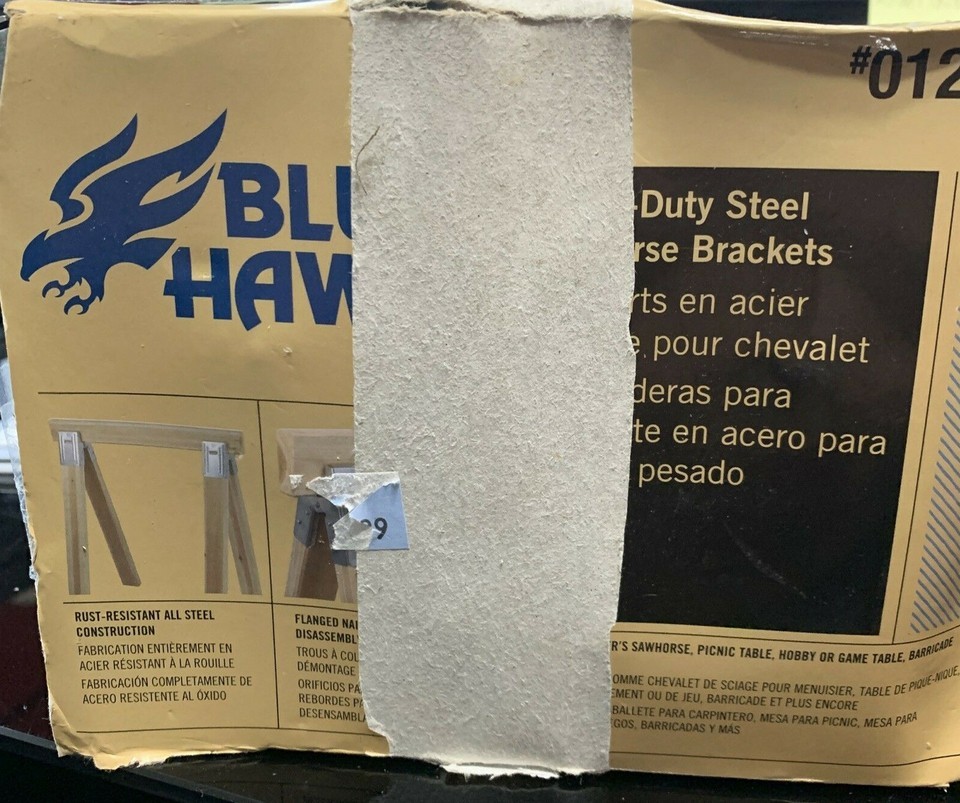 #012
BLU
HAW
-Duty Steel
rse Brackets
rts en acier
e pour chevalet
deras para
te en acero para
pesado
99
RUST-RESISTANT ALL STEEL
CONSTRUCTION
FABRICATION ENTIÈREMENT EN
ACIER RÉSISTANT À LA ROUILLE
FABRICACIÓN COMPLETAMENTE DE
ACERO RESISTENTE AL ÓXIDO
FLANGED NAI
DISASSEMBL
TROUS À COL
DÉMONTAGE
ORIFICIOS PA
REBORDES PA
DESENSAMBLA
R'S SAWHORSE, PICNIC TABLE, HOBBY OR GAME TABLE, BARRICADE
OMME CHEVALET DE SCIAGE POUR MENUISIER, TABLE DE PIQUE-NIQUE,
EMENT OU DE JEU, BARRICADE ET PLUS ENCORE
BALLETE PARA CARPINTERO, MESA PARA PICNIC, MESA PARA
EGOS, BARRICADAS Y MÁS